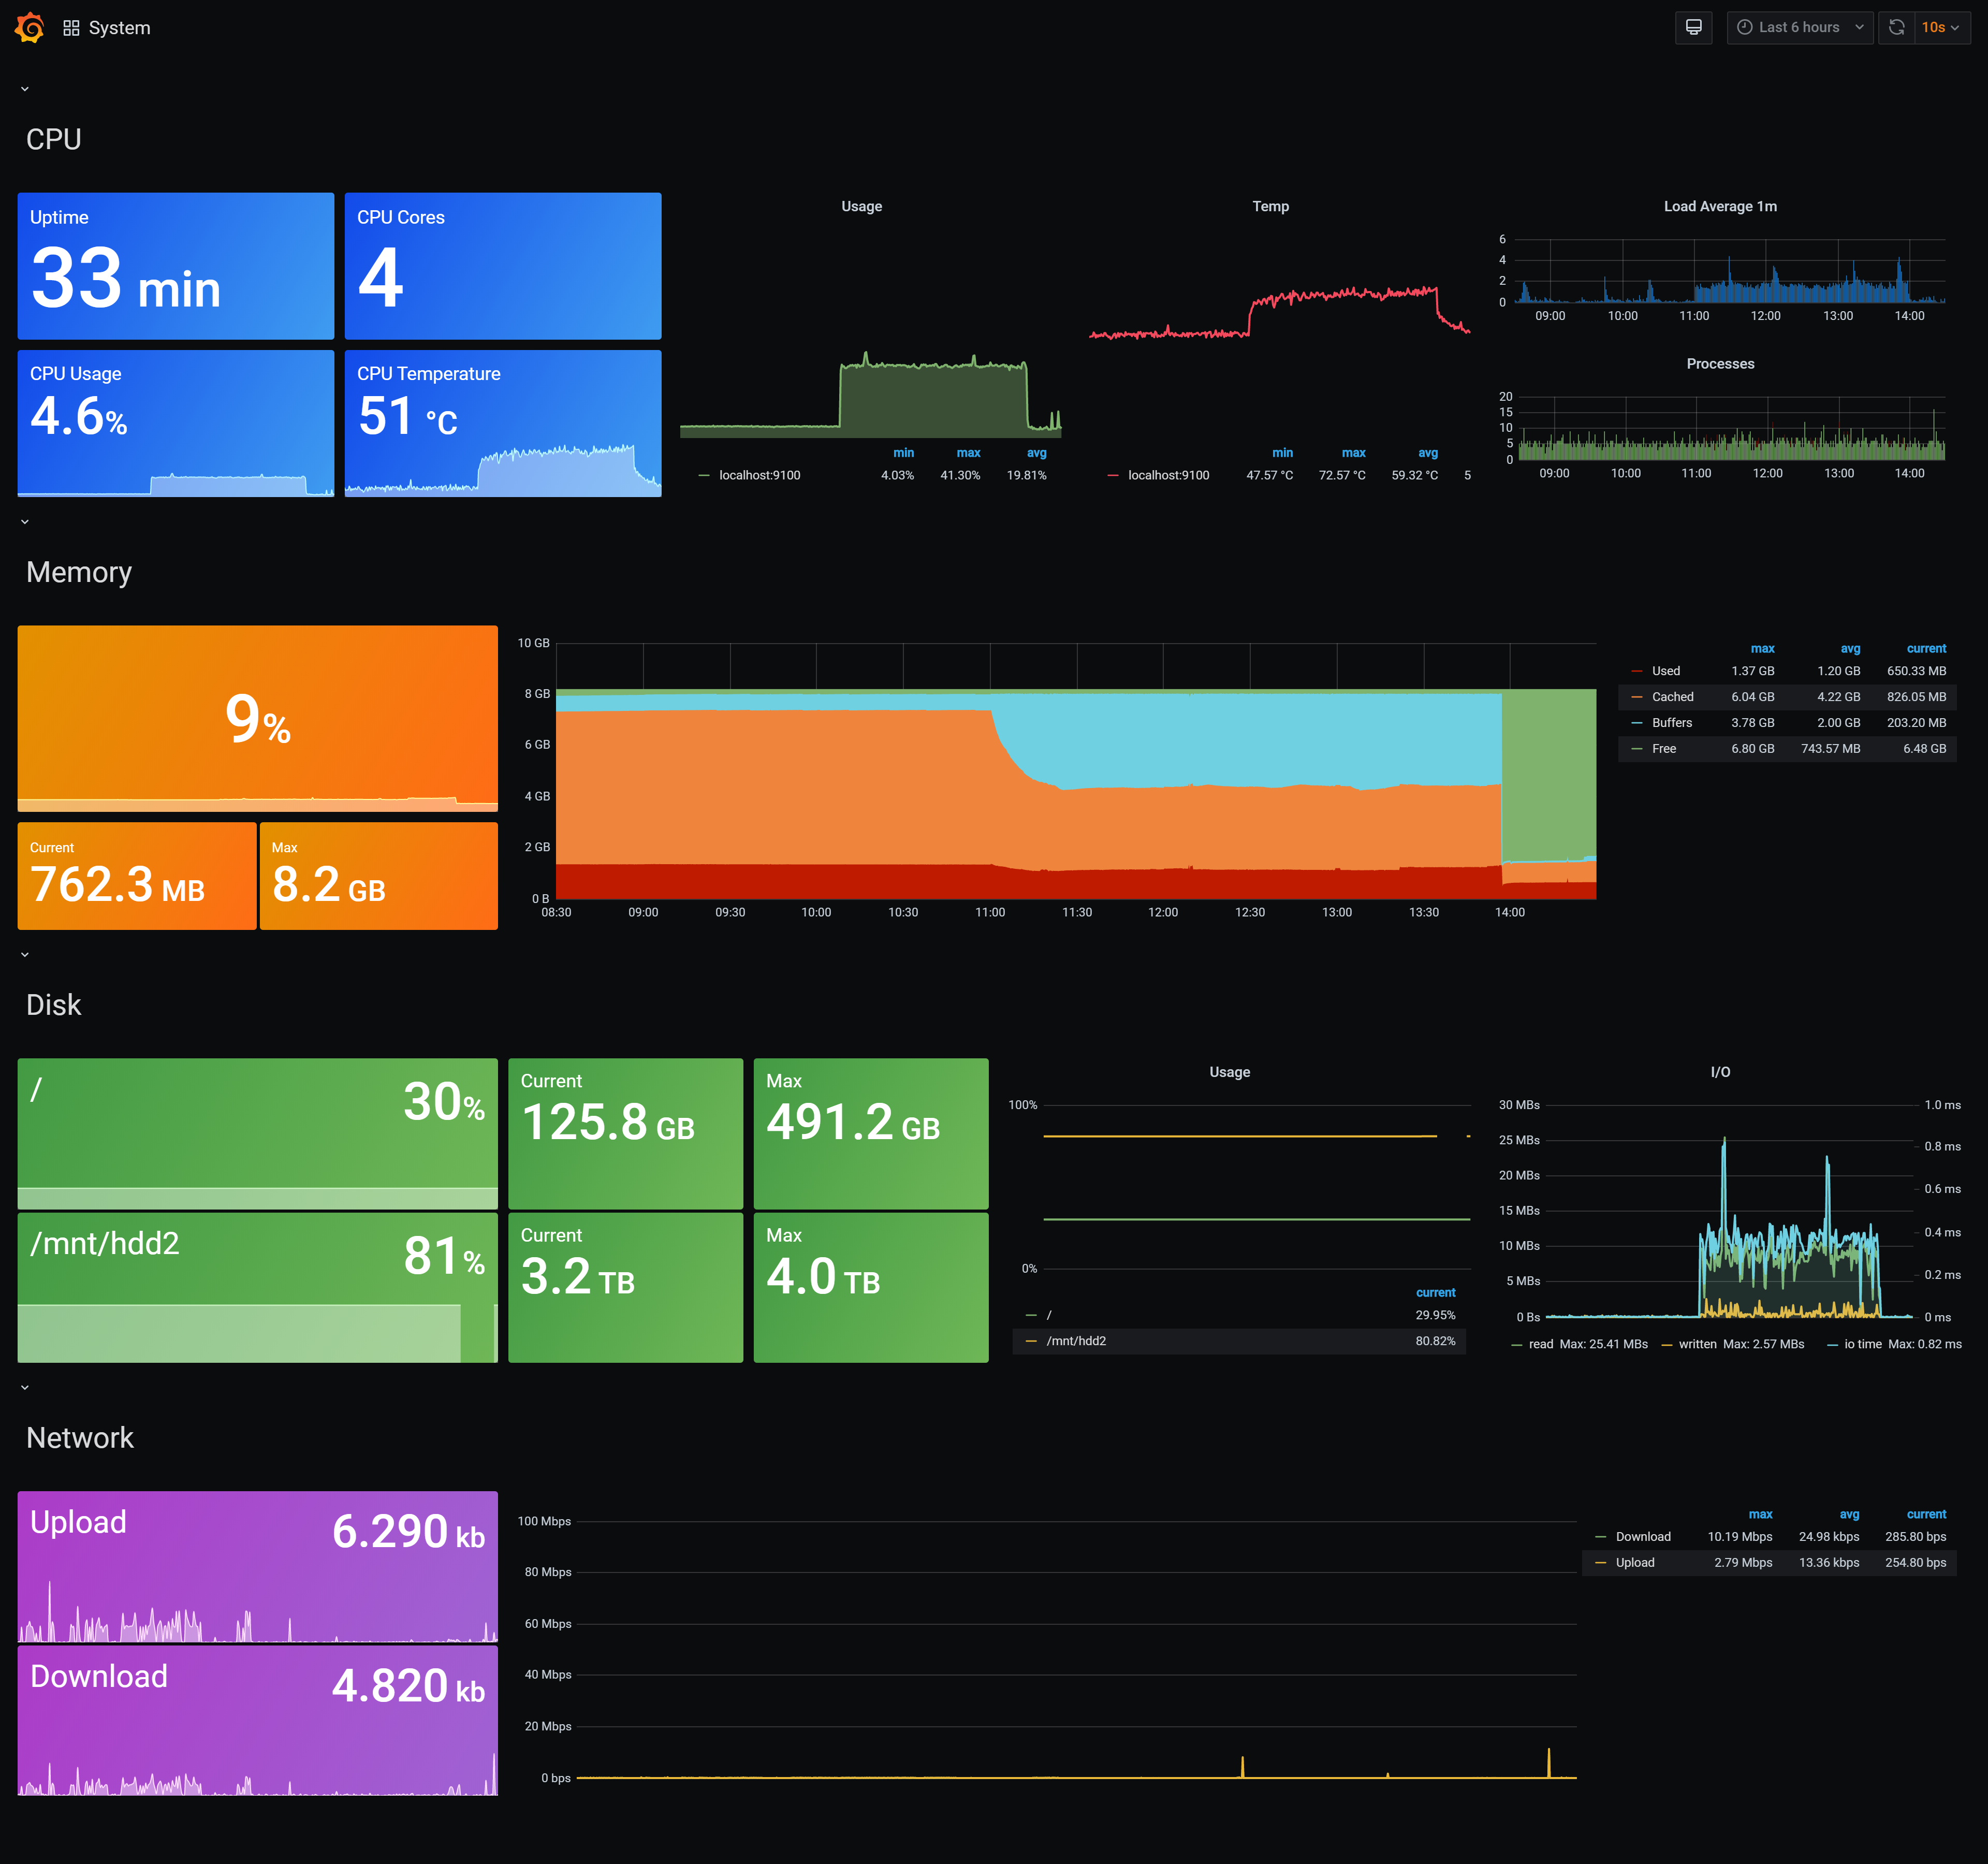 System
Last 6 hours
10s
CPU
Uptime
33 min
CPU Cores
4
CPU Usage
4.6%
CPU Temperature
51 °C
Usage
min max avg
localhost:9100 4.03% 41.30% 19.81%
Temp
min max avg
localhost:9100 47.57 °C 72.57 °C 59.32 °C 5
Load Average 1m
6
4
2
0
09:00 10:00 11:00 12:00 13:00 14:00
Processes
20
15
10
5
0
09:00 10:00 11:00 12:00 13:00 14:00
Memory
9%
Current
762.3 MB
Max
8.2 GB
10 GB
8 GB
6 GB
4 GB
2 GB
0 B
08:30 09:00 09:30 10:00 10:30 11:00 11:30 12:00 12:30 13:00 13:30 14:00
max avg current
Used 1.37 GB 1.20 GB 650.33 MB
Cached 6.04 GB 4.22 GB 826.05 MB
Buffers 3.78 GB 2.00 GB 203.20 MB
Free 6.80 GB 743.57 MB 6.48 GB
Disk
/ 30%
Current
125.8 GB
Max
491.2 GB
/mnt/hdd2 81%
Current
3.2 TB
Max
4.0 TB
Usage
100%
0%
current
/ 29.95%
/mnt/hdd2 80.82%
I/O
30 MBs
25 MBs
20 MBs
15 MBs
10 MBs
5 MBs
0 Bs
1.0 ms
0.8 ms
0.6 ms
0.4 ms
0.2 ms
0 ms
read Max: 25.41 MBs written Max: 2.57 MBs io time Max: 0.82 ms
Network
Upload 6.290 kb
Download 4.820 kb
100 Mbps
80 Mbps
60 Mbps
40 Mbps
20 Mbps
0 bps
max avg current
Download 10.19 Mbps 24.98 kbps 285.80 bps
Upload 2.79 Mbps 13.36 kbps 254.80 bps